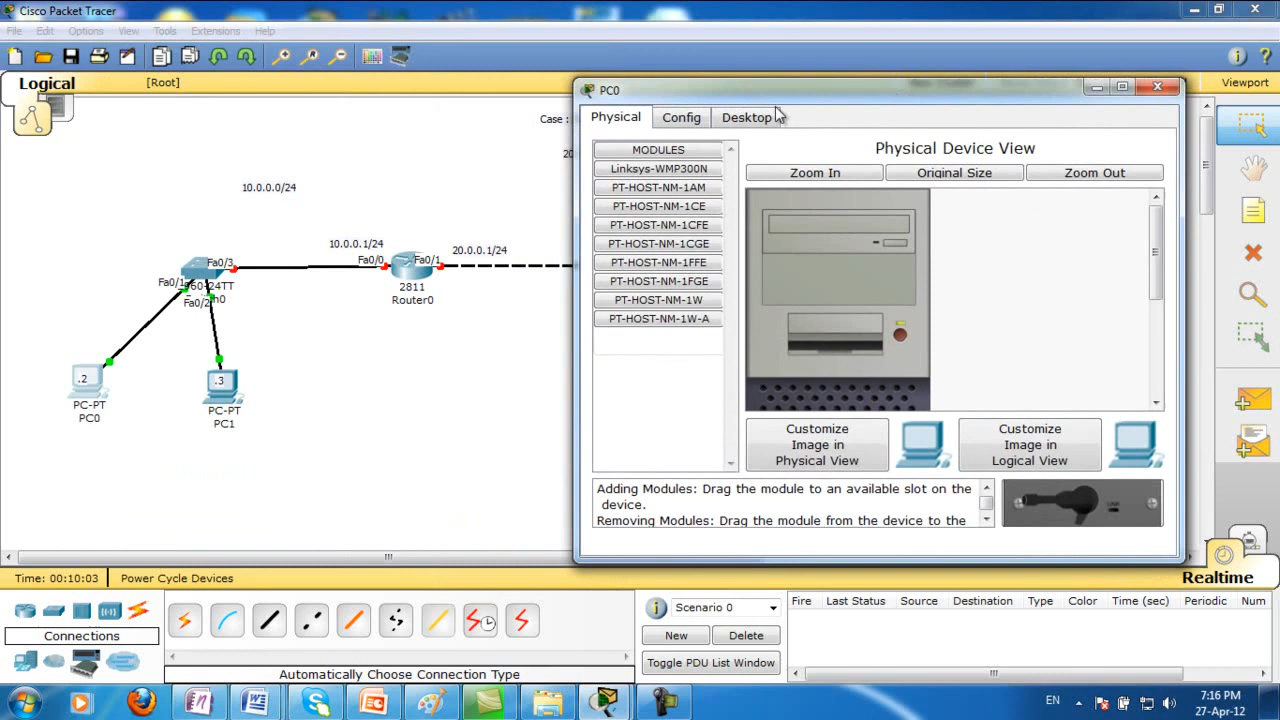 Cisco Packet Tracer
File Edit Options View Tools Extensions Help
Logical
[Root]
Viewport
Case :
20
10.0.0.0/24
10.0.0.1/24
20.0.0.1/24
Fa0/3
Fa0/0
Fa0/1
Fa0/1
60-24TT
Fa0/2
2811
Router0
.2
PC-PT
PC0
.3
PC-PT
PC1
PC0
Physical
Config
Desktop
MODULES
Linksys-WMP300N
PT-HOST-NM-1AM
PT-HOST-NM-1CE
PT-HOST-NM-1CFE
PT-HOST-NM-1CGE
PT-HOST-NM-1FFE
PT-HOST-NM-1FGE
PT-HOST-NM-1W
PT-HOST-NM-1W-A
Physical Device View
Zoom In
Original Size
Zoom Out
Customize
Image in
Physical View
Customize
Image in
Logical View
Adding Modules: Drag the module to an available slot on the
device.
Removing Modules: Drag the module from the device to the
Time: 00:10:03
Power Cycle Devices
Realtime
Connections
Automatically Choose Connection Type
Scenario 0
New
Delete
Toggle PDU List Window
Fire Last Status Source Destination Type Color Time (sec) Periodic Num
EN
7:16 PM
27-Apr-12